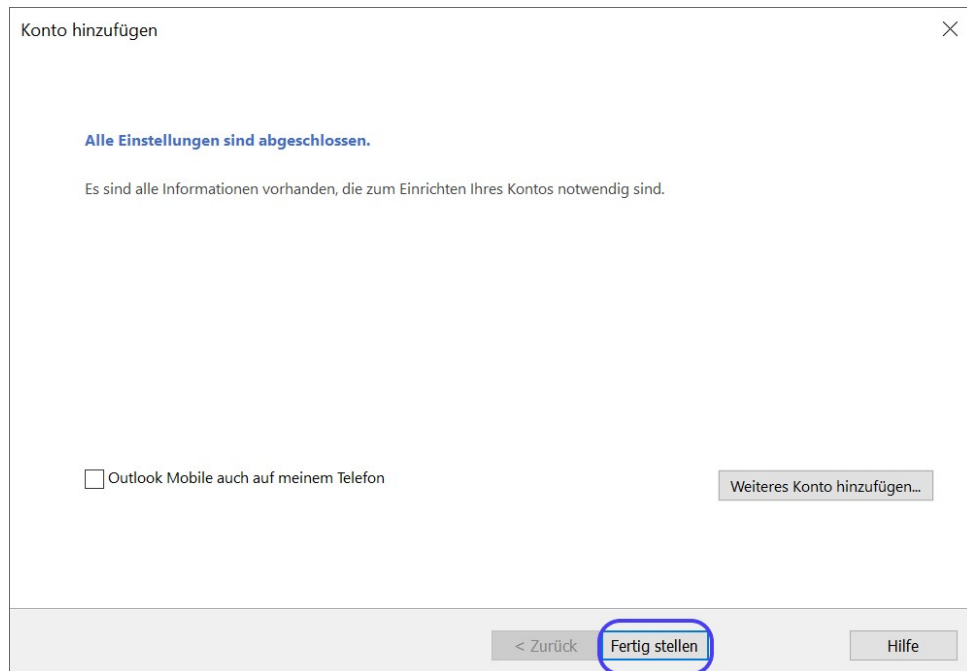 Konto hinzufügen
Alle Einstellungen sind abgeschlossen.
Es sind alle Informationen vorhanden, die zum Einrichten Ihres Kontos notwendig sind.
Outlook Mobile auch auf meinem Telefon
Weiteres Konto hinzufügen...
< Zurück
Fertig stellen
Hilfe